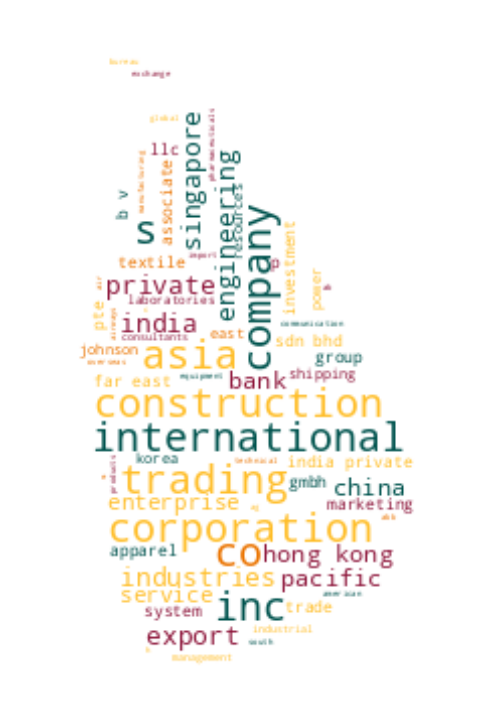 bureau
exchange
global
pharmaceuticals
singapore
llc
manufacturing
associate
engineering
resources
b v
s
company
import
textile
p
investment
power
air
private
laboratories
pte
airways
india
communication
consultants
east
sdn bhd
johnson
asia
group
overseas
equipment
shipping
far east
bank
construction
international
korea
products
technical
india private
trading
gmbh
china
enterprise
marketing
corporation
apparel
co
hong kong
industries
pacific
service
american
inc
trade
system
export
industrial
south
management